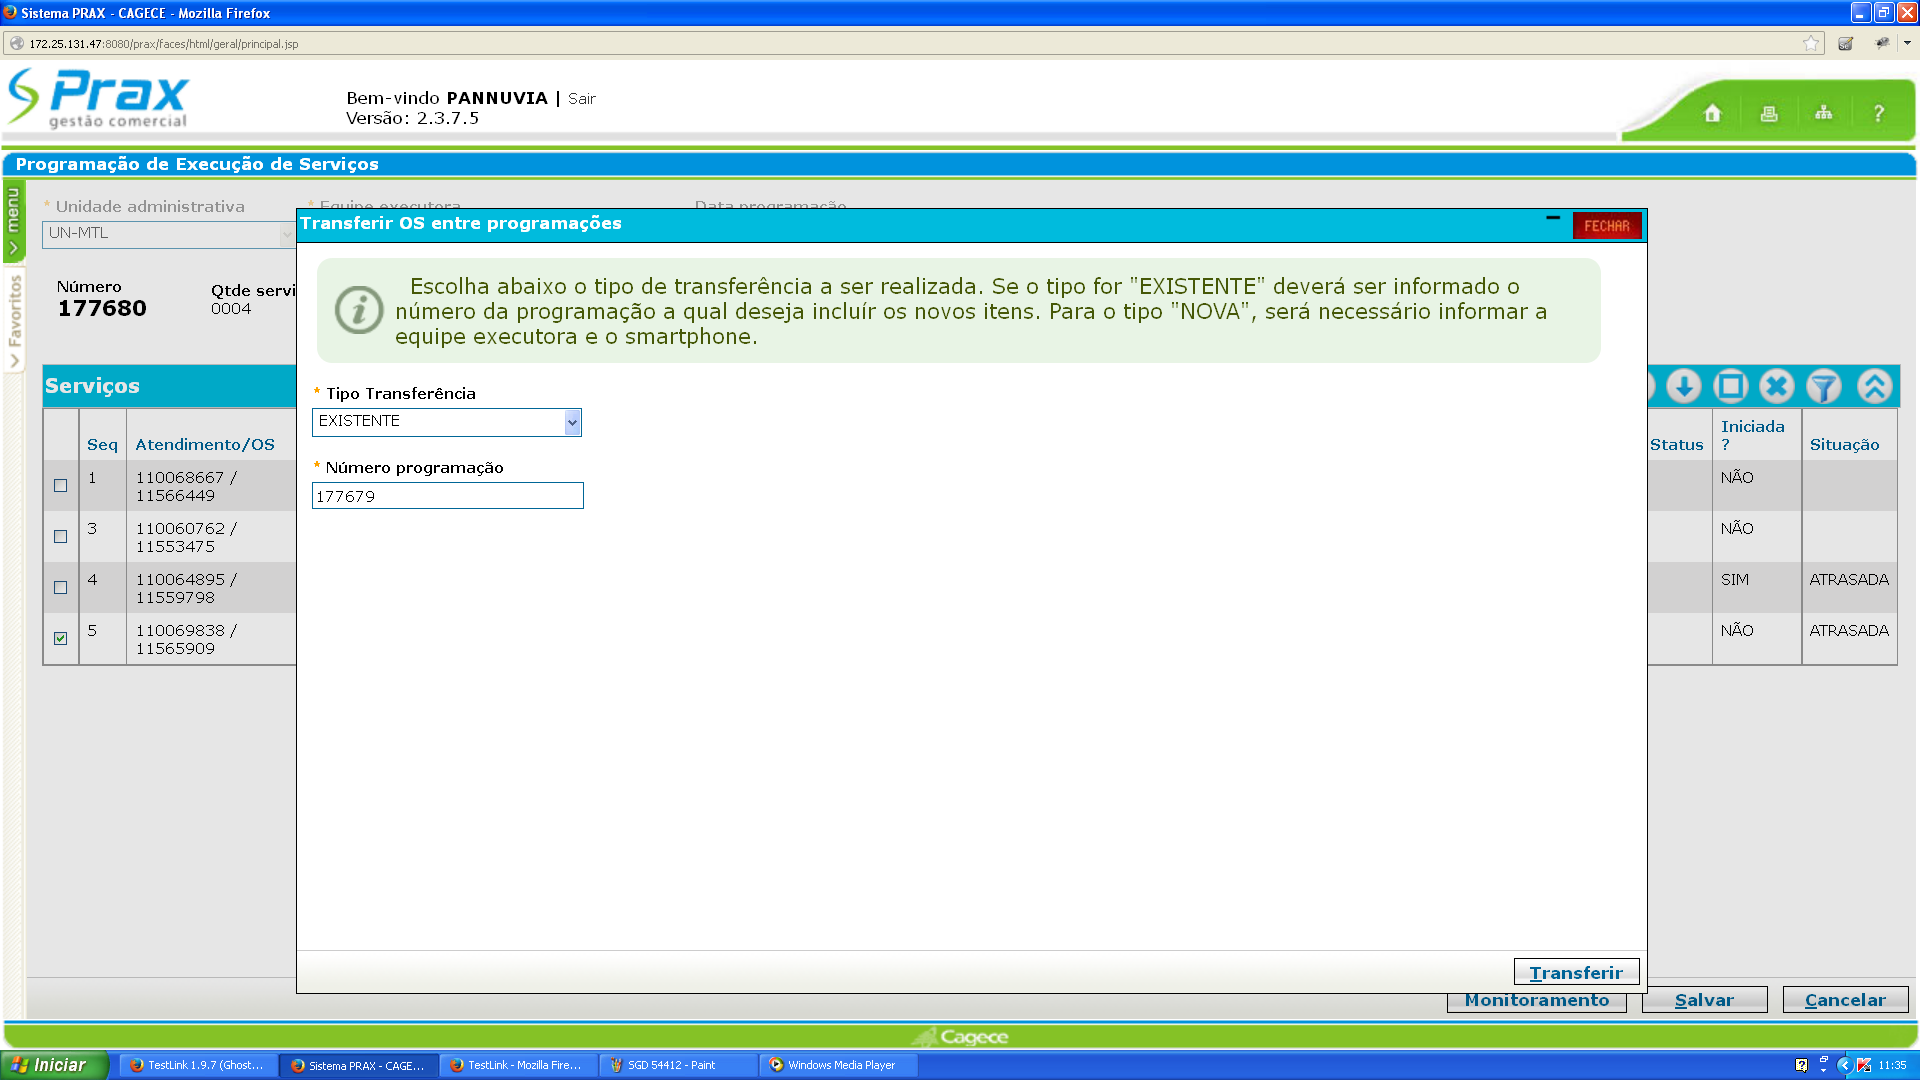 Sistema PRAX - CAGECE - Mozilla Firefox
172.25.131.47:8080/prax/faces/html/geral/principal.jsp
Prax
gestão comercial
Bem-vindo PANNUVIA | Sair
Versão: 2.3.7.5
?
Programação de Execução de Serviços
menu
Favoritos
* Unidade administrativa
* Equipe executora
Data programação
UN-MTL
Número
177680
Qtde servi
0004
Transferir OS entre programações
FECHAR
Escolha abaixo o tipo de transferência a ser realizada. Se o tipo for "EXISTENTE" deverá ser informado o
número da programação a qual deseja incluír os novos itens. Para o tipo "NOVA", será necessário informar a
equipe executora e o smartphone.
* Tipo Transferência
EXISTENTE
* Número programação
177679
Transferir
Serviços
Seq Atendimento/OS Status Iniciada ? Situação
1 110068667 / 11566449 NÃO
3 110060762 / 11553475 NÃO
4 110064895 / 11559798 SIM ATRASADA
5 110069838 / 11565909 NÃO ATRASADA
Monitoramento Salvar Cancelar
Cagece
Iniciar
TestLink 1.9.7 (Ghost...
Sistema PRAX - CAGE...
TestLink - Mozilla Fire...
SGD 54412 - Paint
Windows Media Player
11:35